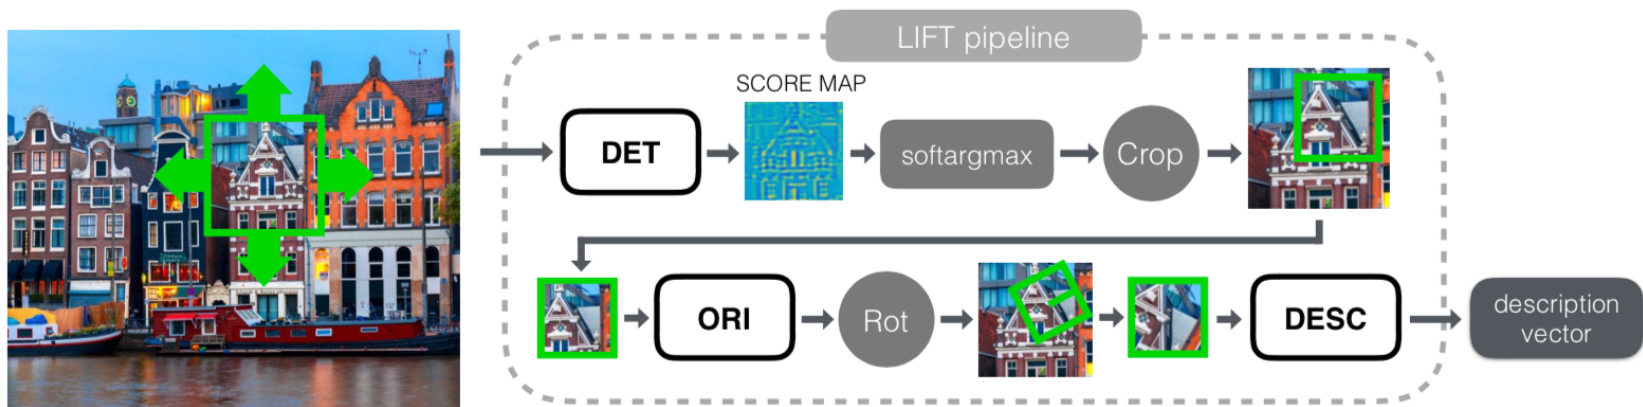 LIFT pipeline
SCORE MAP
DET
softargmax
Crop
ORI
Rot
DESC
description
vector